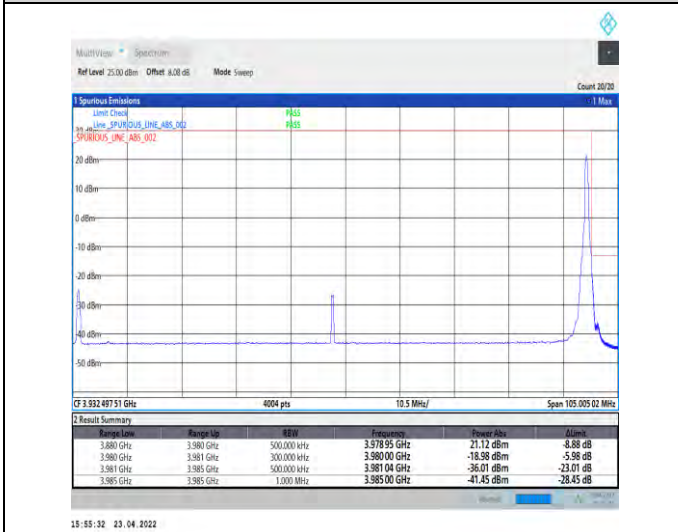 MultiView Spectrum
Ref Level 25.00 dBm Offset 8.08 dB Mode Sweep
Count 20/20
1 Spurious Emissions 1 Max
Limit Check PASS
Line _SPURIOUS_LINE_ABS_002 PASS
SPURIOUS_LINE_ABS_002
20 dBm
10 dBm
0 dBm
-10 dBm
-20 dBm
-30 dBm
-40 dBm
-50 dBm
CF 3.932 497 51 GHz 4004 pts 10.5 MHz/ Span 105.005 02 MHz
2 Result Summary
Range Low Range Up RBW Frequency Power Abs ΔLimit
3.880 GHz 3.980 GHz 500.000 kHz 3.978 95 GHz 21.12 dBm -8.88 dB
3.980 GHz 3.981 GHz 300.000 kHz 3.980 00 GHz -18.98 dBm -5.98 dB
3.981 GHz 3.985 GHz 500.000 kHz 3.981 04 GHz -36.01 dBm -23.01 dB
3.985 GHz 3.985 GHz 1.000 MHz 3.985 00 GHz -41.45 dBm -28.45 dB
15:55:32 23.04.2022